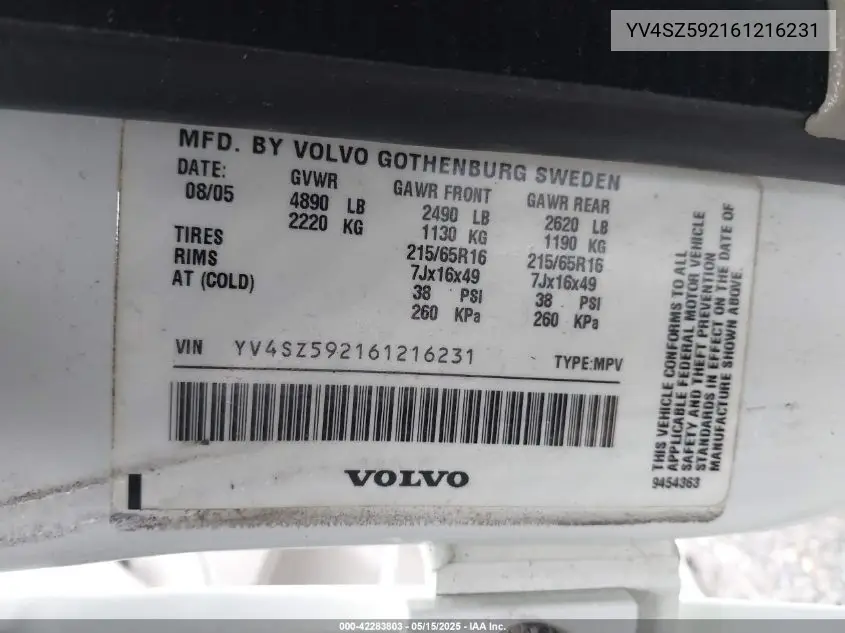 YV4SZ592161216231
MFD. BY VOLVO GOTHENBURG SWEDEN
DATE: GVWR GAWR FRONT GAWR REAR
08/05 4890 LB 2490 LB 2620 LB
2220 KG 1130 KG 1190 KG
TIRES 215/65R16 215/65R16
RIMS 7Jx16x49 7Jx16x49
AT (COLD) 38 PSI 38 PSI
260 KPa 260 KPa
VIN YV4SZ592161216231 TYPE:MPV
VOLVO
THIS VEHICLE CONFORMS TO ALL
APPLICABLE FEDERAL MOTOR VEHICLE
SAFETY AND THEFT PREVENTION
STANDARDS IN EFFECT ON THE DATE OF
MANUFACTURE SHOWN ABOVE.
9454363
000-42283803 - 05/15/2025 - IAA Inc.